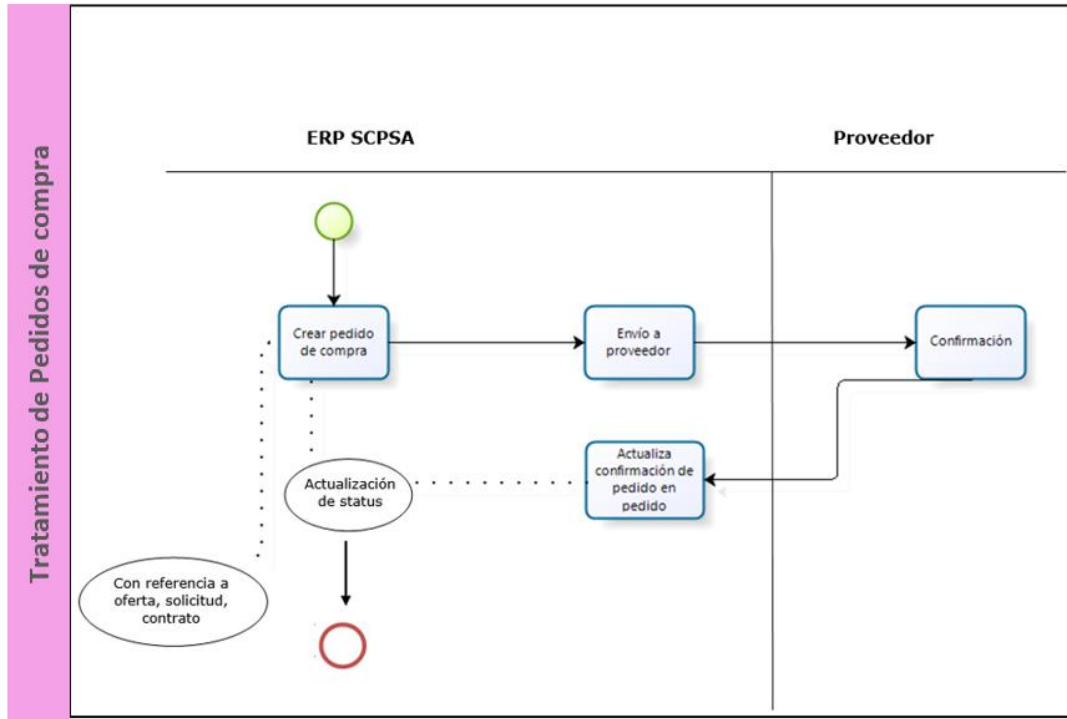 Tratamiento de Pedidos de compra
ERP SCPSA
Proveedor
Crear pedido
de compra
Envío a
proveedor
Confirmación
Actualiza
confirmación de
pedido en
pedido
Actualización
de status
Con referencia a
oferta, solicitud,
contrato